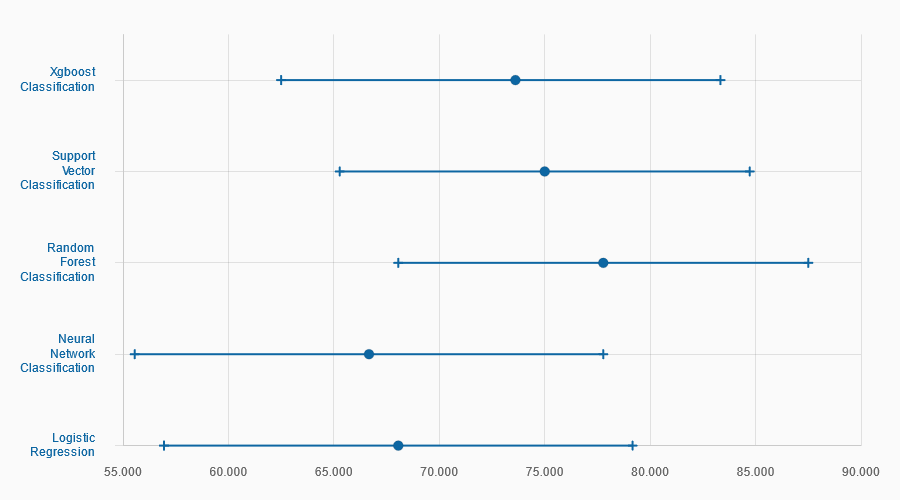 Xgboost
Classification
Support
Vector
Classification
Random
Forest
Classification
Neural
Network
Classification
Logistic
Regression
55.000 60.000 65.000 70.000 75.000 80.000 85.000 90.000